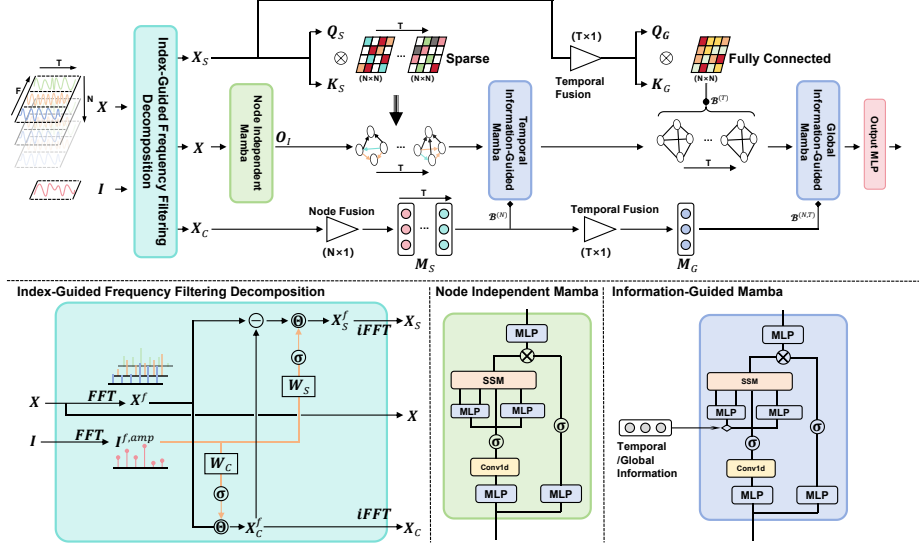 T
F
N
X
I
Index-Guided Frequency Filtering
Decomposition
X_S
X
X_C
Q_S
⊗
K_S
T
...
(N×N)
(N×N)
Sparse
(T×1)
Temporal
Fusion
Q_G
⊗
K_G
(N×N)
Fully Connected
ℬ^(T)
Node Independent
Mamba
O_I
...
T
Temporal
Information-Guided
Mamba
...
T
Global
Information-Guided
Mamba
Output MLP
Node Fusion
(N×1)
T
...
M_S
ℬ^(N)
Temporal Fusion
(T×1)
M_G
ℬ^(N,T)
Index-Guided Frequency Filtering Decomposition
X
FFT
X^f
I
FFT
I^{f,amp}
−
Θ
X_S^f
iFFT
X_S
σ
W_S
X
W_C
σ
Θ
X_C^f
iFFT
X_C
Node Independent Mamba
MLP
SSM
MLP
MLP
σ
σ
Conv1d
MLP
MLP
Information-Guided Mamba
MLP
SSM
MLP
MLP
Temporal
/Global
Information
σ
σ
Conv1d
MLP
MLP